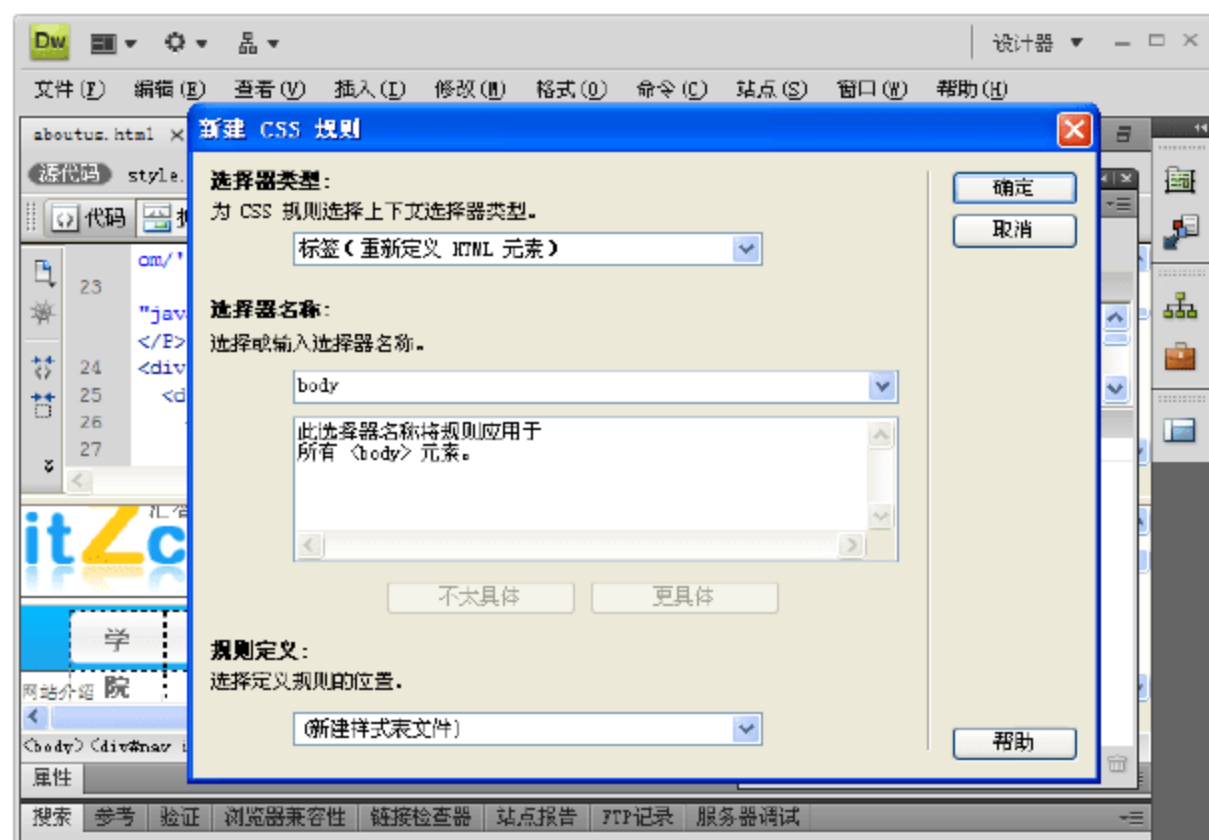 Dw
设计器
文件(F) 编辑(E) 查看(V) 插入(I) 修改(M) 格式(O) 命令(C) 站点(S) 窗口(W) 帮助(H)
aboutus.html
新建 CSS 规则
源代码 style.
选择器类型:
确定
为 CSS 规则选择上下文选择器类型。
代码
取消
标签(重新定义 HTML 元素)
om/'
23
"jav
选择器名称:
</P>
选择或输入选择器名称。
24 <div
25 <d
body
26
27
此选择器名称将规则应用于
所有 <body> 元素。
itZc
不太具体 更具体
学
院
规则定义:
网站介绍
选择定义规则的位置。
(新建样式表文件)
帮助
<body> <div#nav
属性
搜索 参考 验证 浏览器兼容性 链接检查器 站点报告 FTP记录 服务器调试